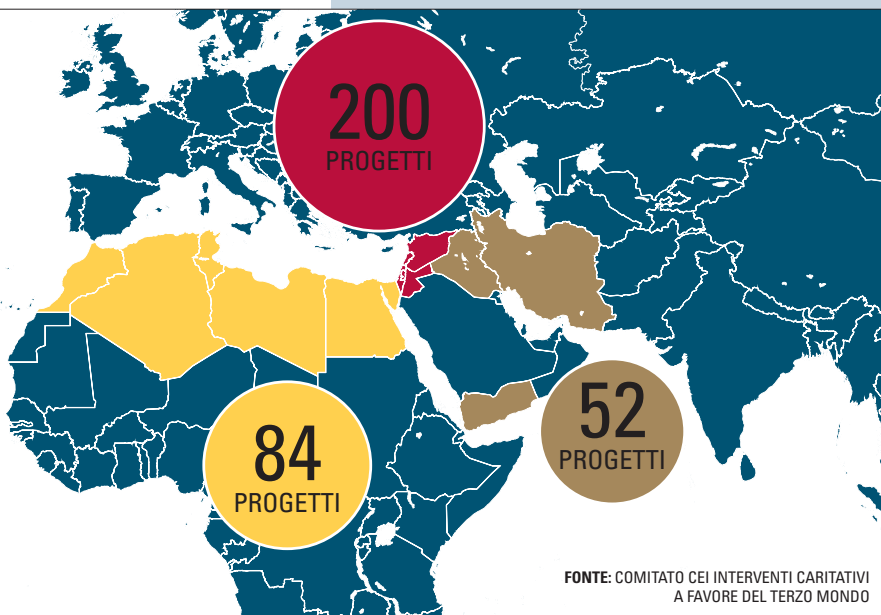 200
PROGETTI
84
PROGETTI
52
PROGETTI
FONTE: COMITATO CEI INTERVENTI CARITATIVI
A FAVORE DEL TERZO MONDO